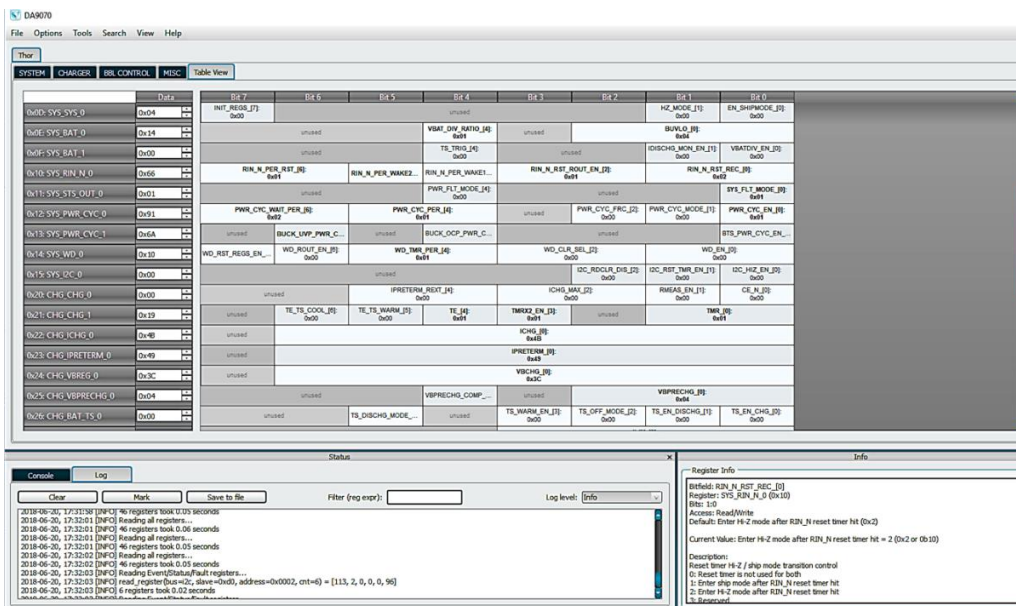 DA9070
File Options Tools Search View Help
Thor
SYSTEM CHARGER BBL CONTROL MISC Table View
Data Bit 7 Bit 6 Bit 5 Bit 4 Bit 3 Bit 2 Bit 1 Bit 0
0x0D: SYS_SYS_0 0x04 INIT_REGS_[7]: 0x00 unused HZ_MODE_[1]: 0x00 EN_SHIPMODE_[0]: 0x00
0x0E: SYS_BAT_0 0x14 unused VBAT_DIV_RATIO_[4]: 0x01 unused BUVLO_[0]: 0x04
0x0F: SYS_BAT_1 0x00 unused TS_TRIG_[4]: 0x00 unused IDISCHG_MON_EN_[1]: 0x00 VBATDIV_EN_[0]: 0x00
0x10: SYS_RIN_N_0 0x66 RIN_N_PER_RST_[6]: 0x01 RIN_N_PER_WAKE2... RIN_N_PER_WAKE1... RIN_N_RST_ROUT_EN_[2]: 0x01 RIN_N_RST_REC_[0]: 0x02
0x11: SYS_STS_OUT_0 0x01 unused PWR_FLT_MODE_[4]: 0x00 unused SYS_FLT_MODE_[0]: 0x01
0x12: SYS_PWR_CYC_0 0x91 PWR_CYC_WAIT_PER_[6]: 0x02 PWR_CYC_PER_[4]: 0x01 unused PWR_CYC_FRC_[2]: 0x00 PWR_CYC_MODE_[1]: 0x00 PWR_CYC_EN_[0]: 0x01
0x13: SYS_PWR_CYC_1 0x6A unused BUCK_UVP_PWR_C... unused BUCK_OCP_PWR_C... unused BTS_PWR_CYC_EN_...
0x14: SYS_WD_0 0x10 WD_RST_REGS_EN_... WD_ROUT_EN_[6]: 0x00 WD_TMR_PER_[4]: 0x01 WD_CLR_SEL_[2]: 0x00 WD_EN_[0]: 0x00
0x15: SYS_I2C_0 0x00 unused I2C_RDCLR_DIS_[2]: 0x00 I2C_RST_TMR_EN_[1]: 0x00 I2C_HIZ_EN_[0]: 0x00
0x20: CHG_CHG_0 0x00 unused IPRETERM_REXT_[4]: 0x00 ICHG_MAX_[2]: 0x00 RMEAS_EN_[1]: 0x00 CE_N_[0]: 0x00
0x21: CHG_CHG_1 0x19 unused TE_TS_COOL_[6]: 0x00 TE_TS_WARM_[5]: 0x00 TE_[4]: 0x01 TMRX2_EN_[3]: 0x01 unused TMR_[0]: 0x01
0x22: CHG_ICHG_0 0x4B unused ICHG_[0]: 0x4B
0x23: CHG_IPRETERM_0 0x49 unused IPRETERM_[0]: 0x49
0x24: CHG_VBREG_0 0x3C unused VBCHG_[0]: 0x3C
0x25: CHG_VBPRECHG_0 0x04 unused VBPRECHG_COMP_... unused VBPRECHG_[0]: 0x04
0x26: CHG_BAT_TS_0 0x00 unused TS_DISCHG_MODE_... unused TS_WARM_EN_[3]: 0x00 TS_OFF_MODE_[2]: 0x00 TS_EN_DISCHG_[1]: 0x00 TS_EN_CHG_[0]: 0x00
Status
Console Log
Clear Mark Save to file Filter (reg expr): Log level: Info
2018-06-20, 17:31:58 [INFO] 46 registers took 0.05 seconds
2018-06-20, 17:32:01 [INFO] Reading all registers...
2018-06-20, 17:32:01 [INFO] 46 registers took 0.06 seconds
2018-06-20, 17:32:01 [INFO] Reading all registers...
2018-06-20, 17:32:01 [INFO] 46 registers took 0.05 seconds
2018-06-20, 17:32:02 [INFO] Reading all registers...
2018-06-20, 17:32:02 [INFO] 46 registers took 0.05 seconds
2018-06-20, 17:32:03 [INFO] Reading Event/Status/Fault registers...
2018-06-20, 17:32:03 [INFO] read_register(bus=i2c, slave=0xd0, address=0x0002, cnt=6) = [113, 2, 0, 0, 0, 96]
2018-06-20, 17:32:03 [INFO] 6 registers took 0.02 seconds
Info
Register Info
Bitfield: RIN_N_RST_REC_[0]
Register: SYS_RIN_N_0 (0x10)
Bits: 1:0
Access: Read/Write
Default: Enter Hi-Z mode after RIN_N reset timer hit (0x2)
Current Value: Enter Hi-Z mode after RIN_N reset timer hit = 2 (0x2 or 0b10)
Description:
Reset timer Hi-Z / ship mode transition control
0: Reset timer is not used for both
1: Enter ship mode after RIN_N reset timer hit
2: Enter Hi-Z mode after RIN_N reset timer hit
3: Reserved